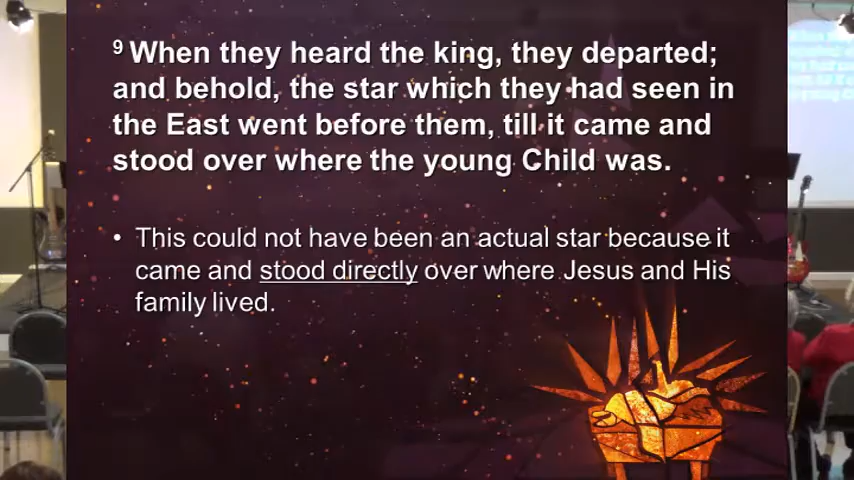 9 When they heard the king, they departed;
and behold, the star which they had seen in
the East went before them, till it came and
stood over where the young Child was.
• This could not have been an actual star because it
came and stood directly over where Jesus and His
family lived.